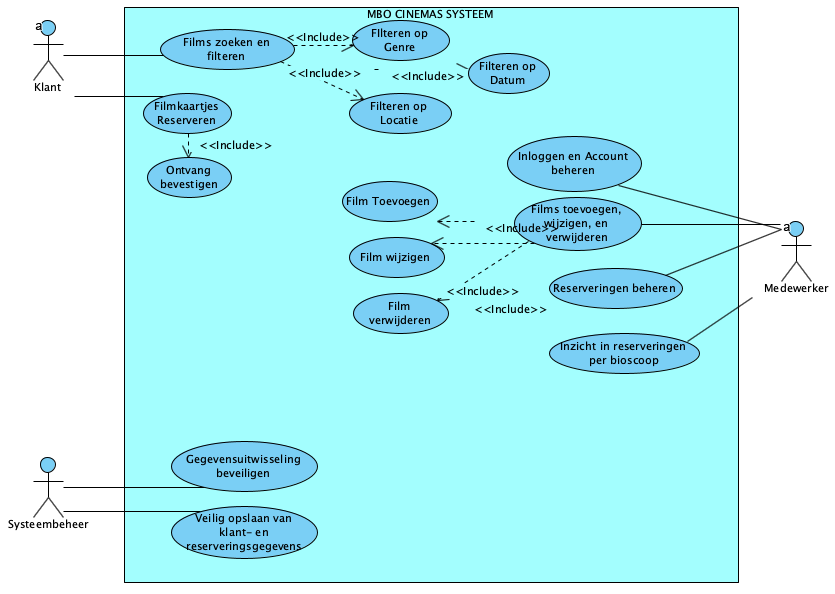 MBO CINEMAS SYSTEEM
a
Klant
Films zoeken en
filteren
<<Include>>
FIlteren op
Genre
<<Include>>
<<Include>>
Filteren op
Datum
Filteren op
Locatie
Filmkaartjes
Reserveren
<<Include>>
Ontvang
bevestigen
Inloggen en Account
beheren
Film Toevoegen
Films toevoegen,
wijzigen, en
verwijderen
<<Include>>
a
Medewerker
Film wijzigen
<<Include>>
Reserveringen beheren
Film
verwijderen
<<Include>>
Inzicht in reserveringen
per bioscoop
Gegevensuitwisseling
beveiligen
Systeembeheer
Veilig opslaan van
klant- en
reserveringsgegevens